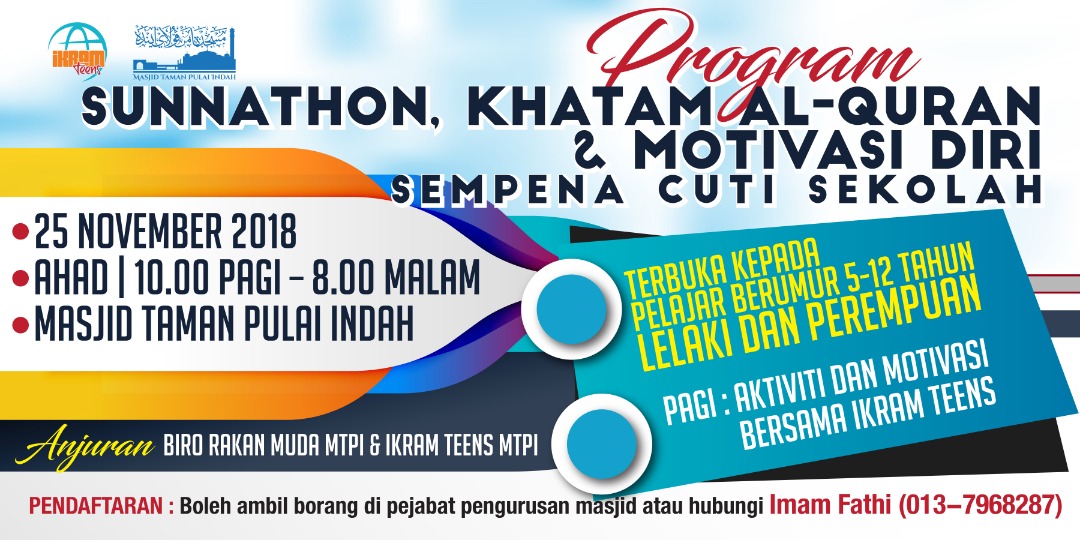 IKRAM
teens
MASJID TAMAN PULAI INDAH
Program
SUNNATHON, KHATAM AL-QURAN
& MOTIVASI DIRI
SEMPENA CUTI SEKOLAH
• 25 NOVEMBER 2018
• AHAD | 10.00 PAGI – 8.00 MALAM
• MASJID TAMAN PULAI INDAH
TERBUKA KEPADA
PELAJAR BERUMUR 5-12 TAHUN
LELAKI DAN PEREMPUAN
PAGI : AKTIVITI DAN MOTIVASI
BERSAMA IKRAM TEENS
Anjuran BIRO RAKAN MUDA MTPI & IKRAM TEENS MTPI
PENDAFTARAN : Boleh ambil borang di pejabat pengurusan masjid atau hubungi Imam Fathi (013–7968287)